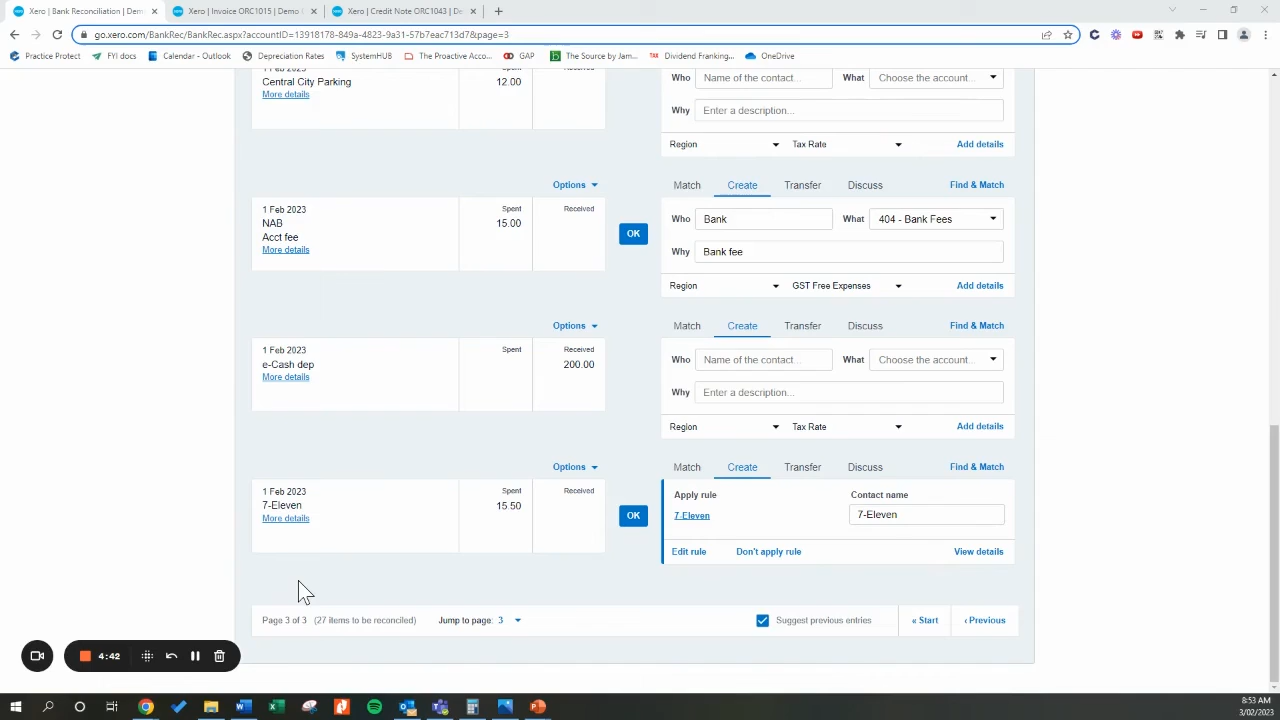 Xero | Bank Reconciliation | Dem
Xero | Invoice ORC1015 | Demo C
Xero | Credit Note ORC1043 | De
go.xero.com/BankRec/BankRec.aspx?accountID=13918178-849a-4823-9a31-57b7eac713d7&page=3
Practice Protect
FYI docs
Calendar - Outlook
Depreciation Rates
SystemHUB
The Proactive Acco...
GAP
The Source by Jam...
Dividend Franking...
OneDrive
1 Feb 2023
Central City Parking
More details
12.00
Who Name of the contact... What Choose the account...
Why Enter a description...
Region Tax Rate Add details
Options
Match Create Transfer Discuss Find & Match
1 Feb 2023
NAB
Acct fee
More details
Spent
15.00
Received
OK
Who Bank What 404 - Bank Fees
Why Bank fee
Region GST Free Expenses Add details
Options
Match Create Transfer Discuss Find & Match
1 Feb 2023
e-Cash dep
More details
Spent
Received
200.00
Who Name of the contact... What Choose the account...
Why Enter a description...
Region Tax Rate Add details
Options
Match Create Transfer Discuss Find & Match
1 Feb 2023
7-Eleven
More details
Spent
15.50
Received
OK
Apply rule
7-Eleven
Contact name
7-Eleven
Edit rule Don't apply rule View details
Page 3 of 3 (27 items to be reconciled) Jump to page: 3
Suggest previous entries
« Start
‹ Previous
4:42
8:53 AM
3/02/2023